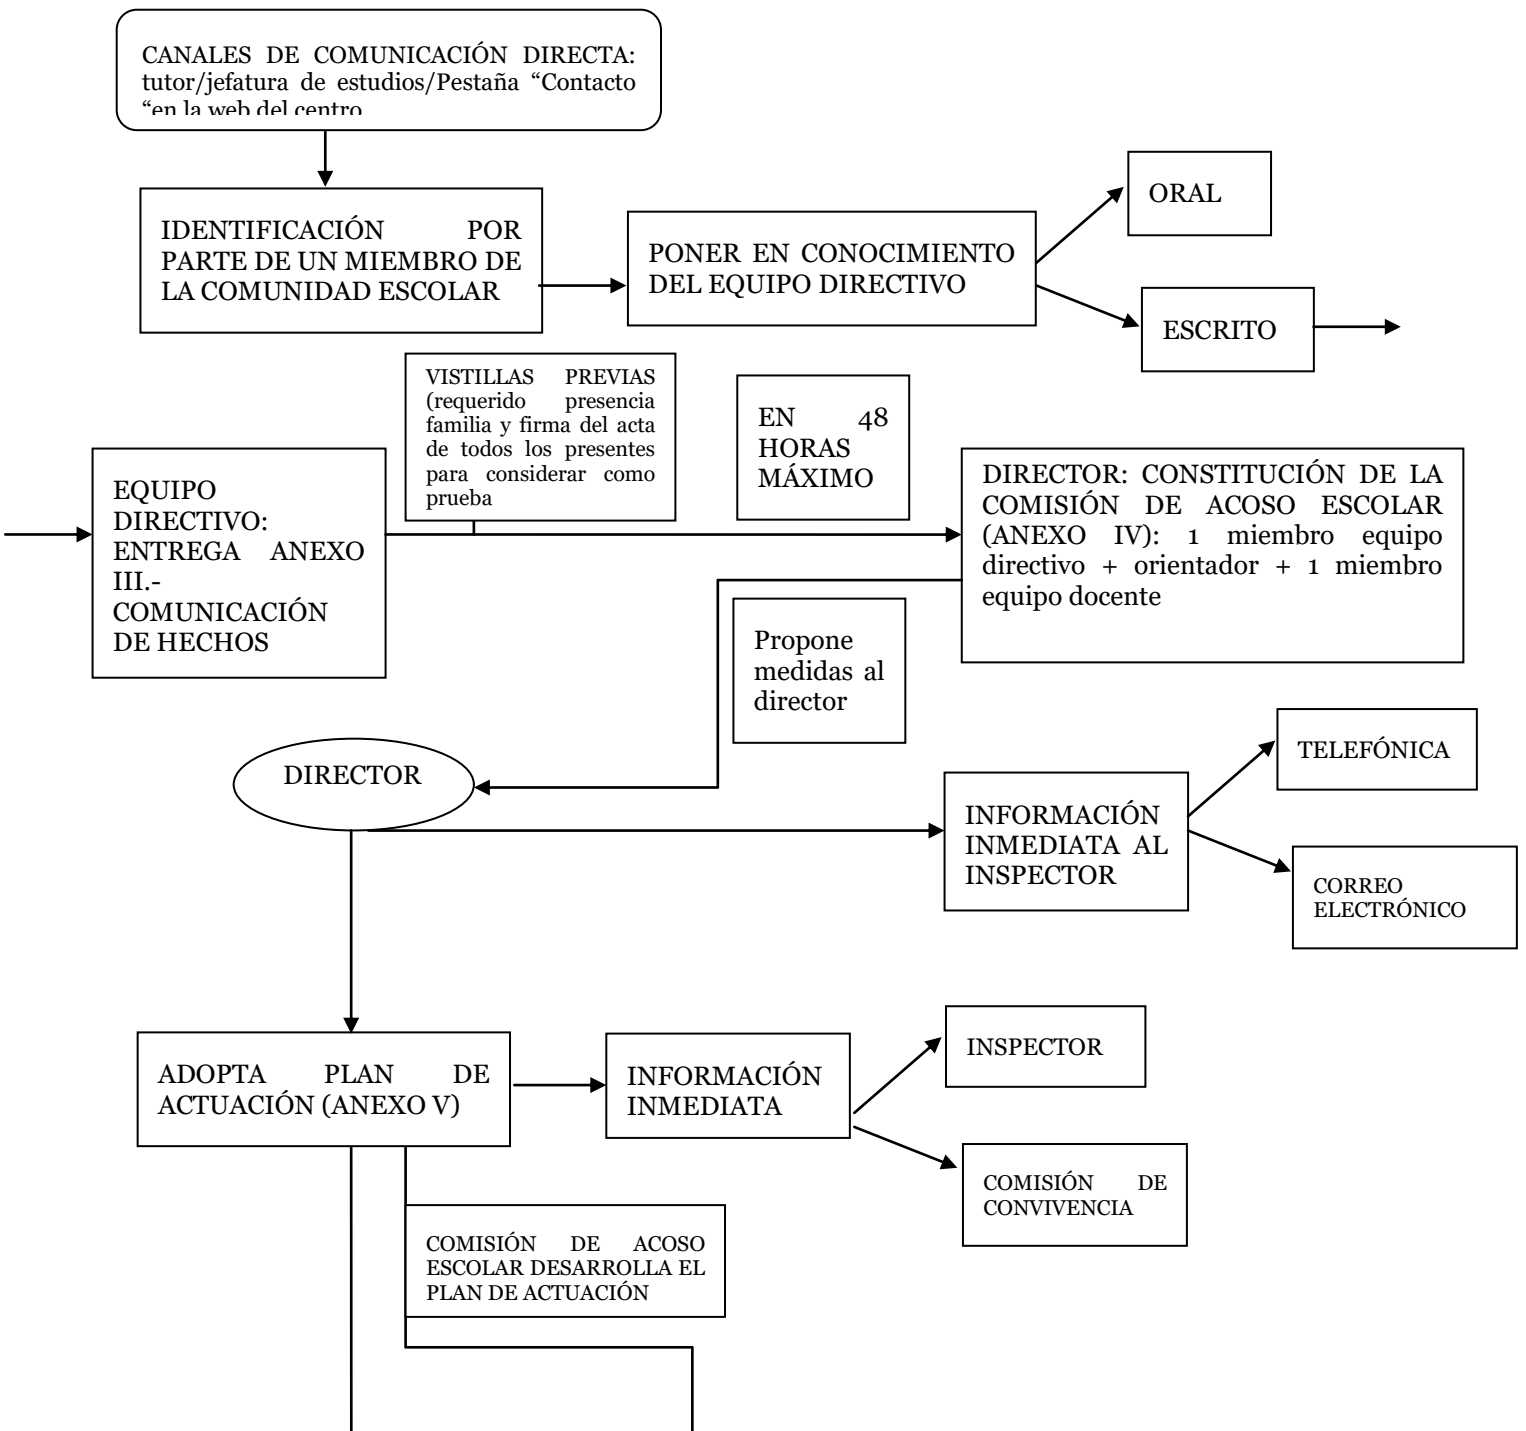 CANALES DE COMUNICACIÓN DIRECTA:
tutor/jefatura de estudios/Pestaña “Contacto
“en la web del centro
IDENTIFICACIÓN POR
PARTE DE UN MIEMBRO DE
LA COMUNIDAD ESCOLAR
PONER EN CONOCIMIENTO
DEL EQUIPO DIRECTIVO
ORAL
ESCRITO
EQUIPO
DIRECTIVO:
ENTREGA ANEXO
III.-
COMUNICACIÓN
DE HECHOS
VISTILLAS PREVIAS
(requerido presencia
familia y firma del acta
de todos los presentes
para considerar como
prueba
EN 48
HORAS
MÁXIMO
DIRECTOR: CONSTITUCIÓN DE LA
COMISIÓN DE ACOSO ESCOLAR
(ANEXO IV): 1 miembro equipo
directivo + orientador + 1 miembro
equipo docente
Propone
medidas al
director
DIRECTOR
INFORMACIÓN
INMEDIATA AL
INSPECTOR
TELEFÓNICA
CORREO
ELECTRÓNICO
ADOPTA PLAN DE
ACTUACIÓN (ANEXO V)
INFORMACIÓN
INMEDIATA
INSPECTOR
COMISIÓN DE
CONVIVENCIA
COMISIÓN DE ACOSO
ESCOLAR DESARROLLA EL
PLAN DE ACTUACIÓN